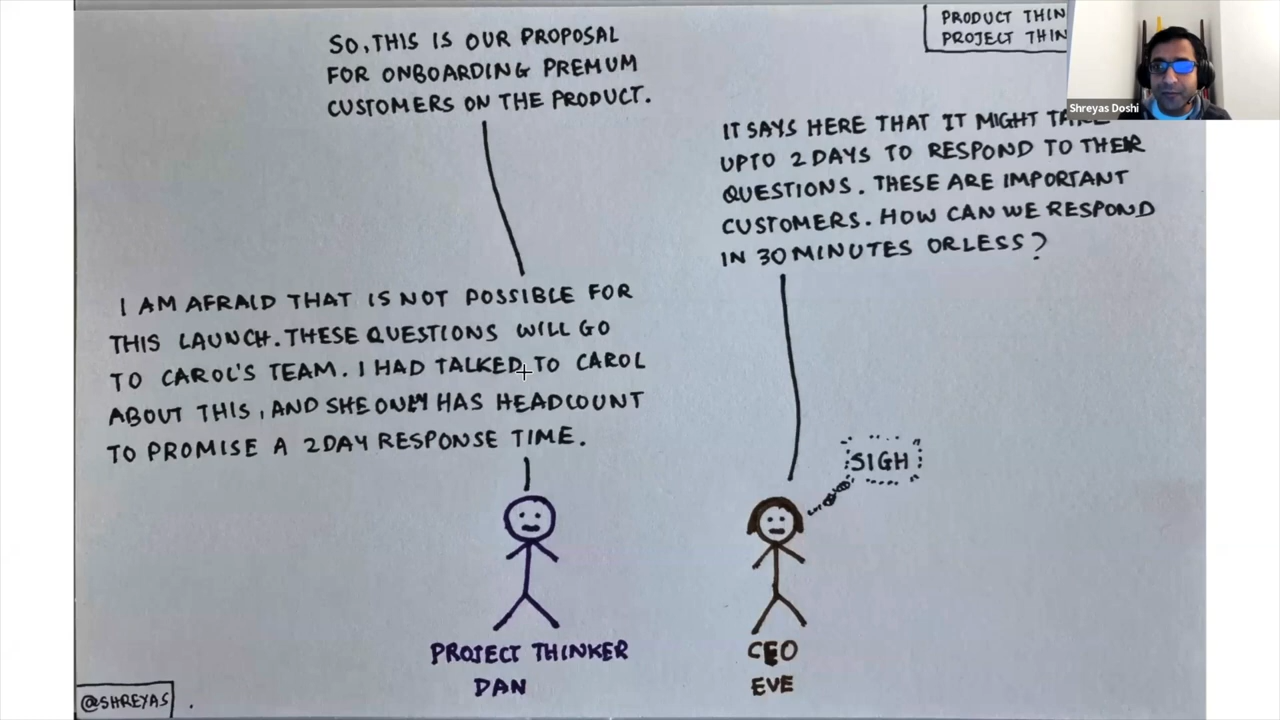 PRODUCT THIN
PROJECT THIN
Shreyas Doshi
SO, THIS IS OUR PROPOSAL
FOR ONBOARDING PREMUM
CUSTOMERS ON THE PRODUCT.
IT SAYS HERE THAT IT MIGHT TAKE
UPTO 2 DAYS TO RESPOND TO THEIR
QUESTIONS. THESE ARE IMPORTANT
CUSTOMERS. HOW CAN WE RESPOND
IN 30 MINUTES OR LESS?
I AM AFRAID THAT IS NOT POSSIBLE FOR
THIS LAUNCH. THESE QUESTIONS WILL GO
TO CAROL'S TEAM. I HAD TALKED TO CAROL
ABOUT THIS, AND SHE ONLY HAS HEADCOUNT
TO PROMISE A 2 DAY RESPONSE TIME.
SIGH
PROJECT THINKER
DAN
CEO
EVE
@SHREYAS